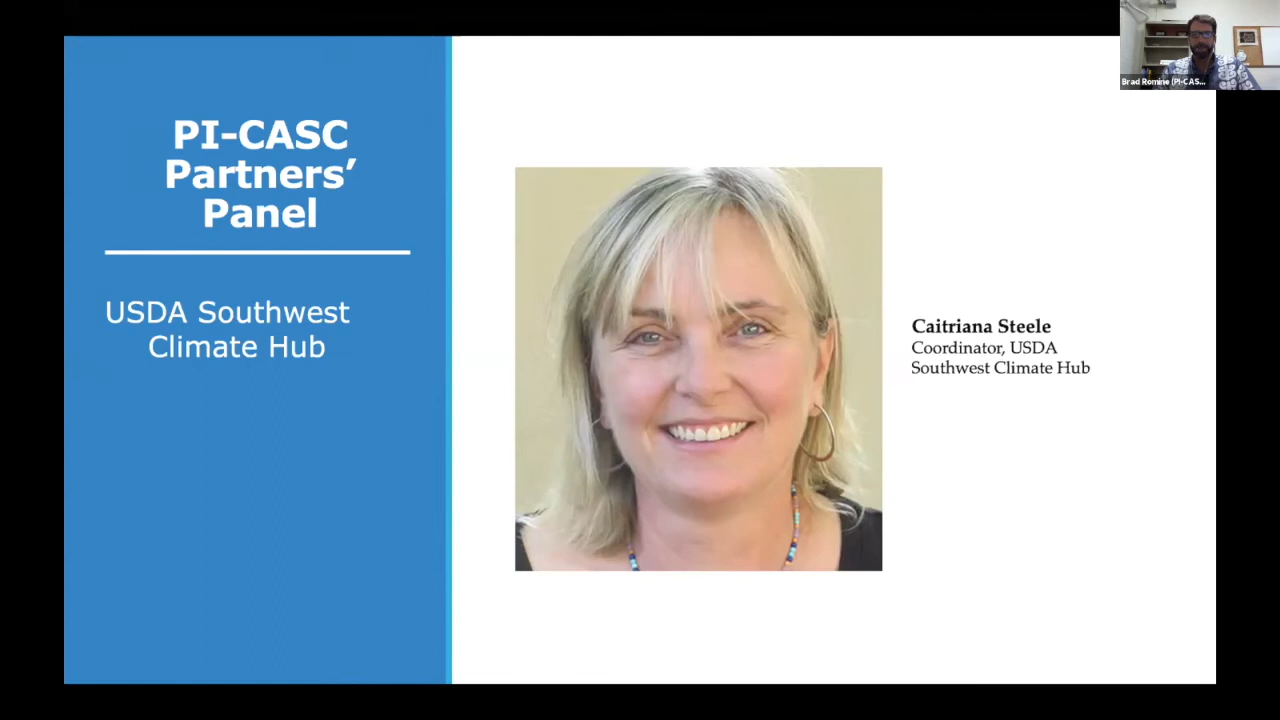 PI-CASC
Partners’
Panel
USDA Southwest
Climate Hub
Caitriana Steele
Coordinator, USDA
Southwest Climate Hub
Brad Romine (PI-CAS...